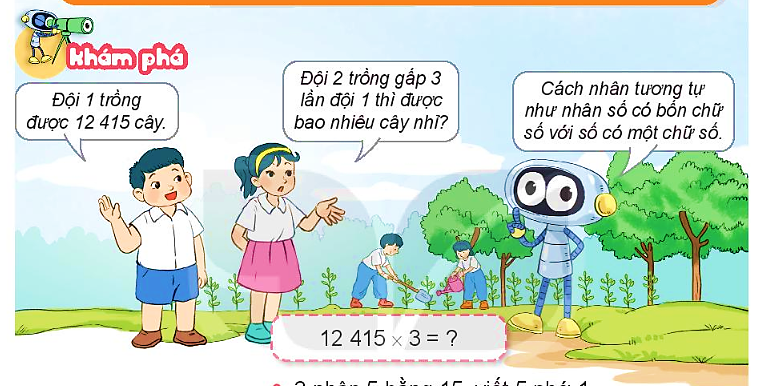 khám phá
Đội 1 trồng
được 12 415 cây.
Đội 2 trồng gấp 3
lần đội 1 thì được
bao nhiêu cây nhỉ?
Cách nhân tương tự
như nhân số có bốn chữ
số với số có một chữ số.
12 415 × 3 = ?